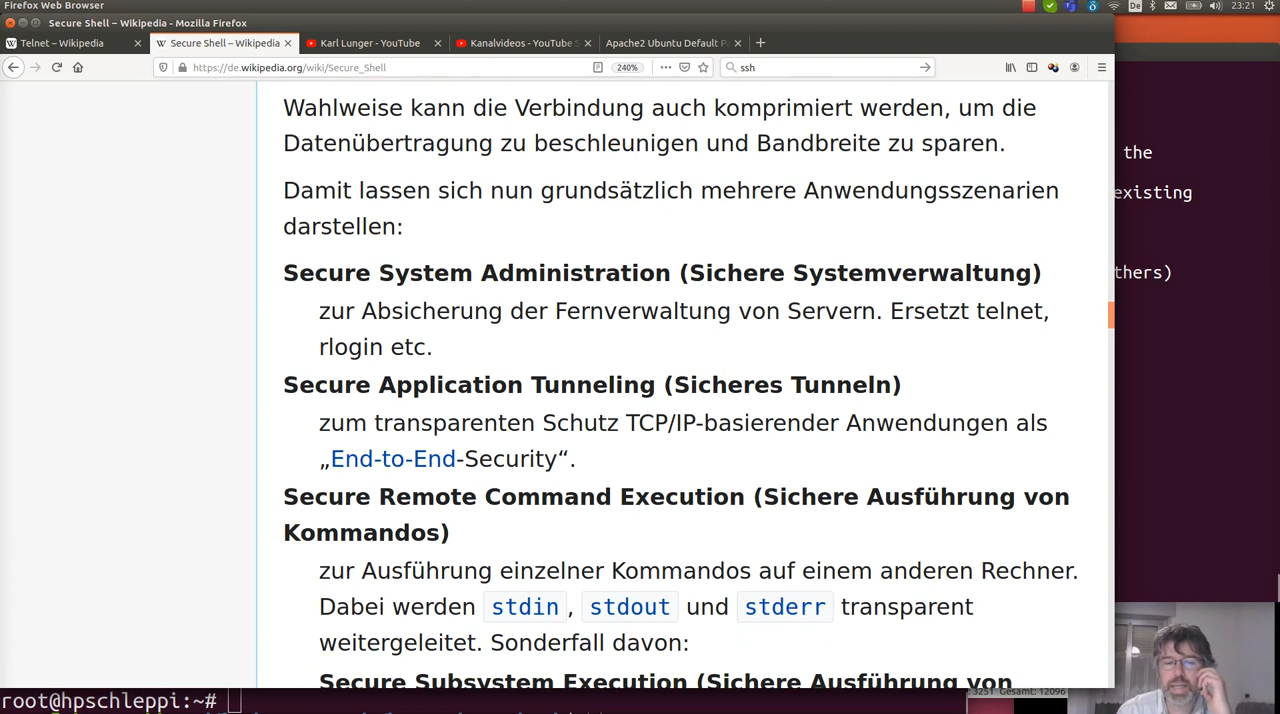 Firefox Web Browser
De
23:21
Secure Shell – Wikipedia - Mozilla Firefox
Telnet – Wikipedia
Secure Shell – Wikipedia
Karl Lunger - YouTube
Kanalvideos - YouTube
Apache2 Ubuntu Default
https://de.wikipedia.org/wiki/Secure_Shell
240%
ssh
Wahlweise kann die Verbindung auch komprimiert werden, um die
Datenübertragung zu beschleunigen und Bandbreite zu sparen.
Damit lassen sich nun grundsätzlich mehrere Anwendungsszenarien
darstellen:
Secure System Administration (Sichere Systemverwaltung)
zur Absicherung der Fernverwaltung von Servern. Ersetzt telnet,
rlogin etc.
Secure Application Tunneling (Sicheres Tunneln)
zum transparenten Schutz TCP/IP-basierender Anwendungen als
„End-to-End-Security“.
Secure Remote Command Execution (Sichere Ausführung von
Kommandos)
zur Ausführung einzelner Kommandos auf einem anderen Rechner.
Dabei werden stdin, stdout und stderr transparent
weitergeleitet. Sonderfall davon:
Secure Subsystem Execution (Sichere Ausführung von
the
existing
thers)
root@hpschleppi:~#
3251 Gesamt: 12096